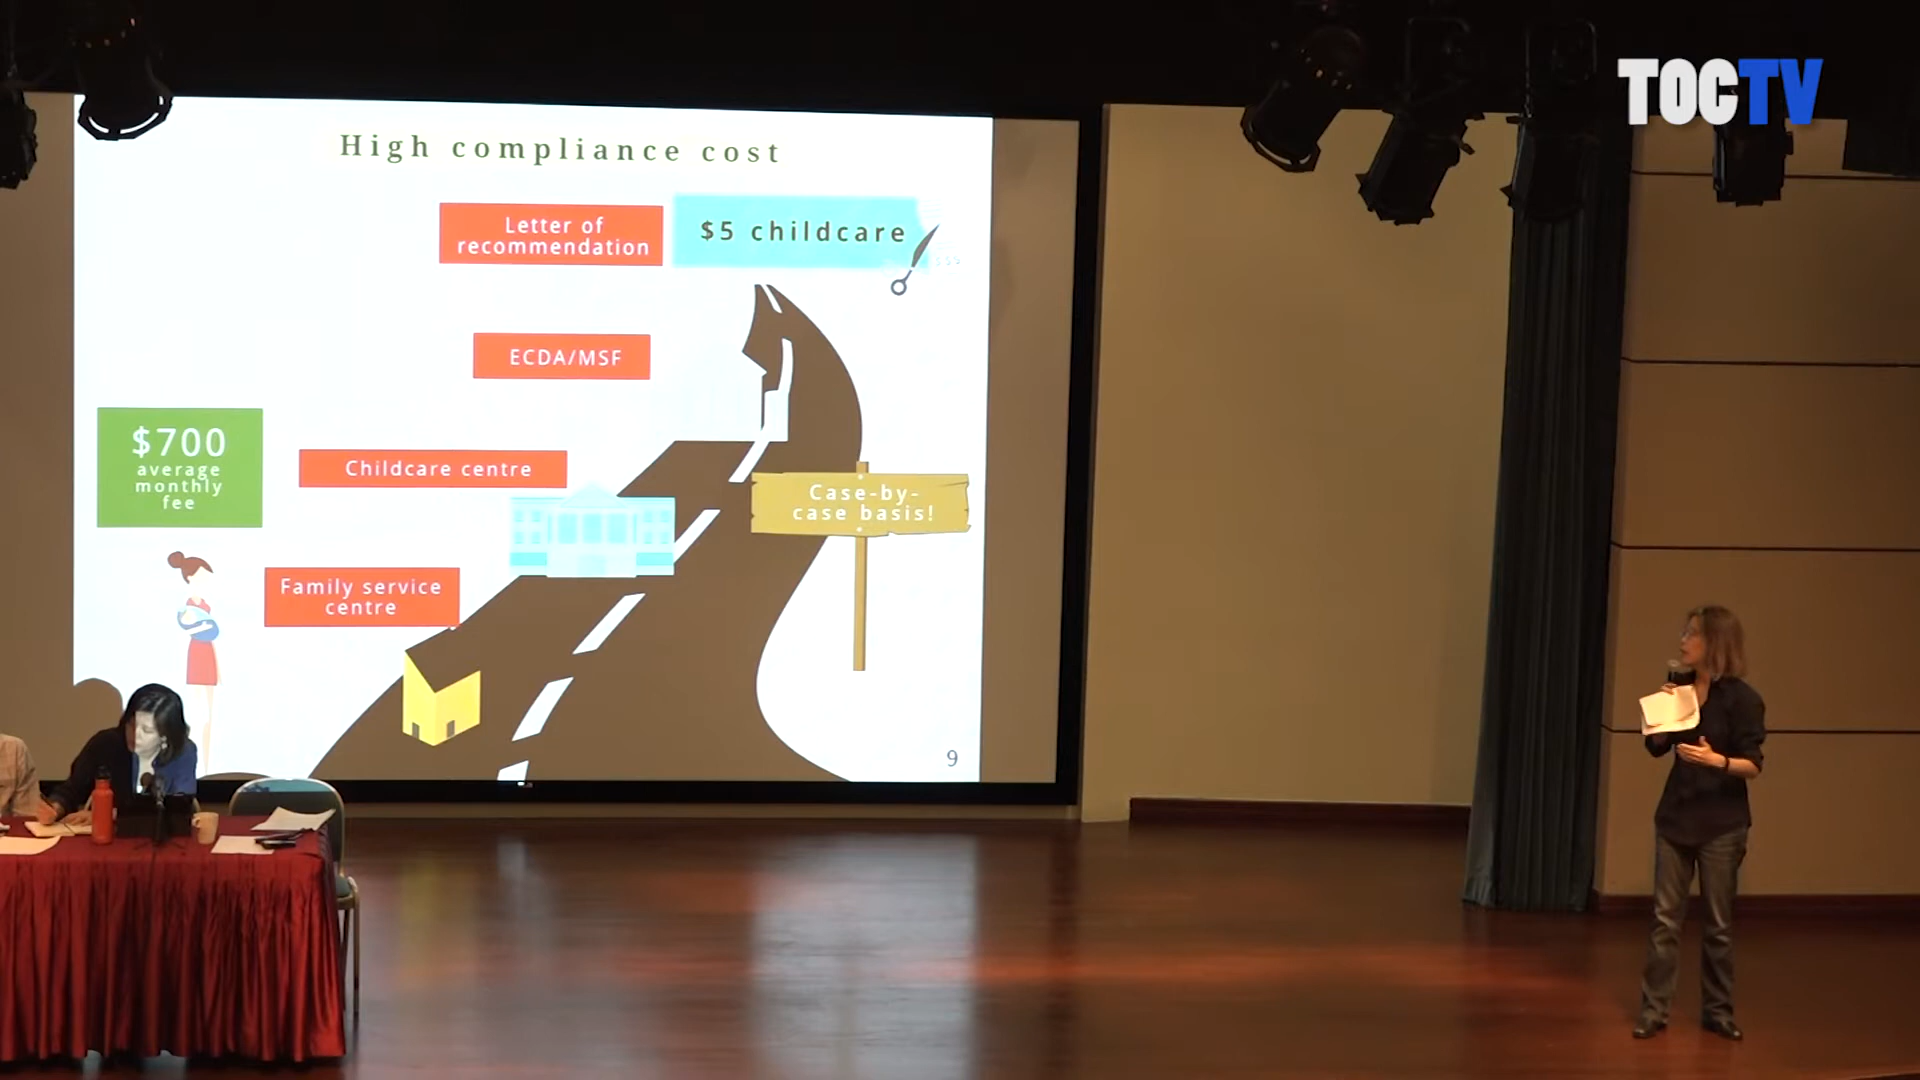 TOCTV
High compliance cost
Letter of
recommendation
$5 childcare
ECDA/MSF
$700
average
monthly
fee
Childcare centre
Case-by-
case basis!
Family service
centre
9